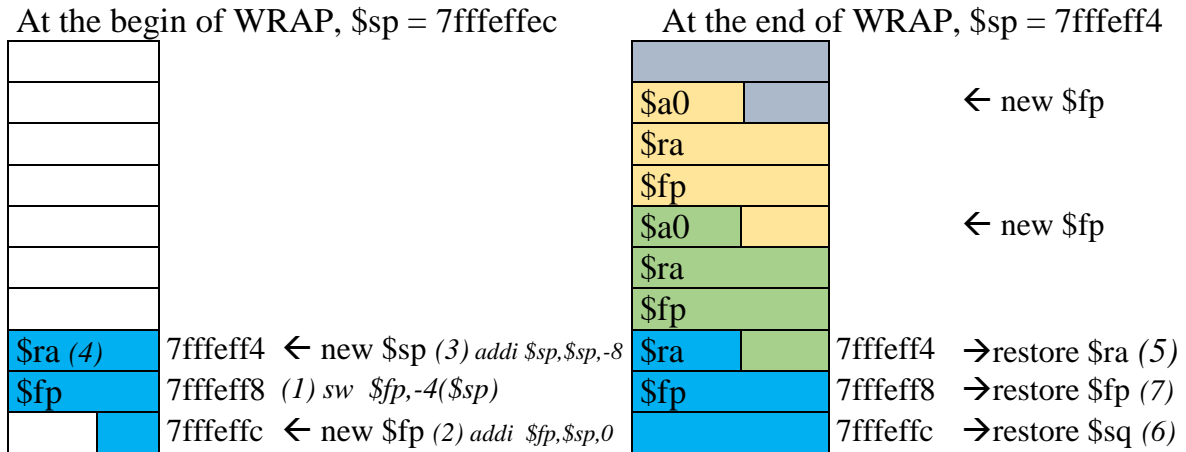 At the begin of WRAP, $sp = 7fffeffec
At the end of WRAP, $sp = 7fffeff4
$a0
← new $fp
$ra
$fp
$a0
← new $fp
$ra
$fp
$ra (4)
7fffeff4 ← new $sp (3) addi $sp,$sp,-8
$ra
7fffeff4 →restore $ra (5)
$fp
7fffeff8 (1) sw $fp,-4($sp)
$fp
7fffeff8 →restore $fp (7)
7fffeffc ← new $fp (2) addi $fp,$sp,0
7fffeffc →restore $sq (6)